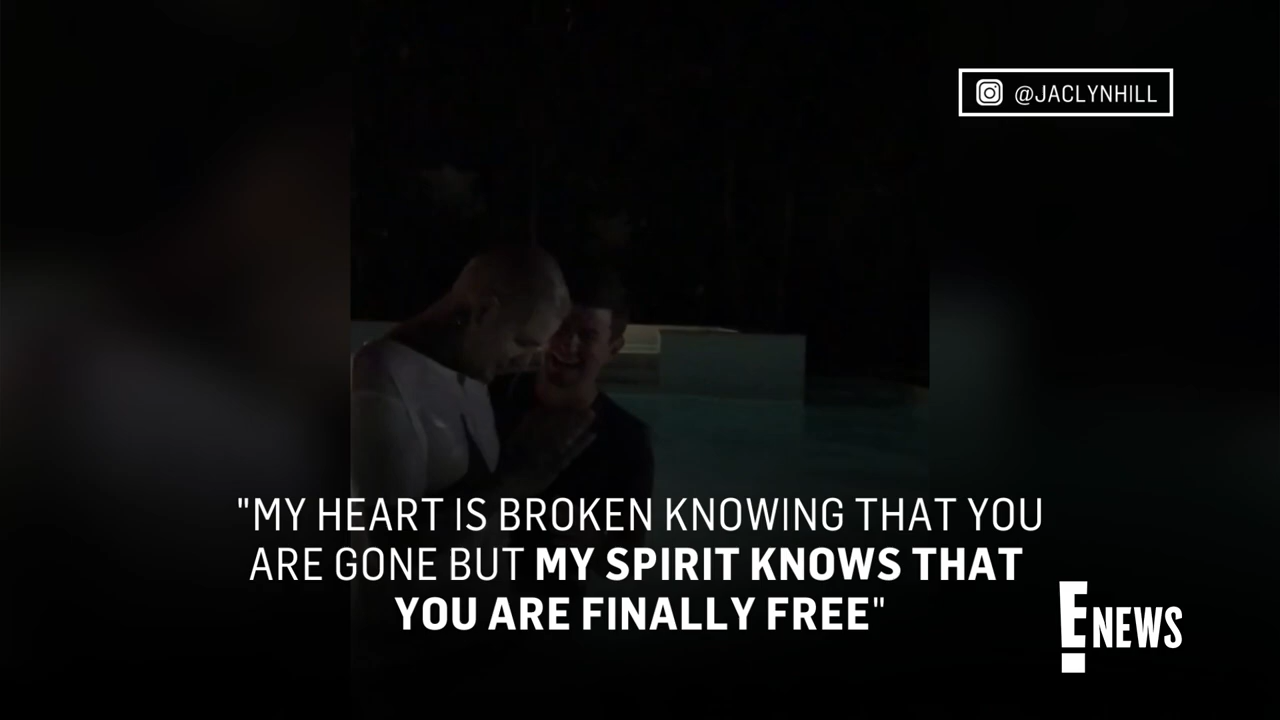 @JACLYNHILL
"MY HEART IS BROKEN KNOWING THAT YOU
ARE GONE BUT MY SPIRIT KNOWS THAT
YOU ARE FINALLY FREE"
E! NEWS